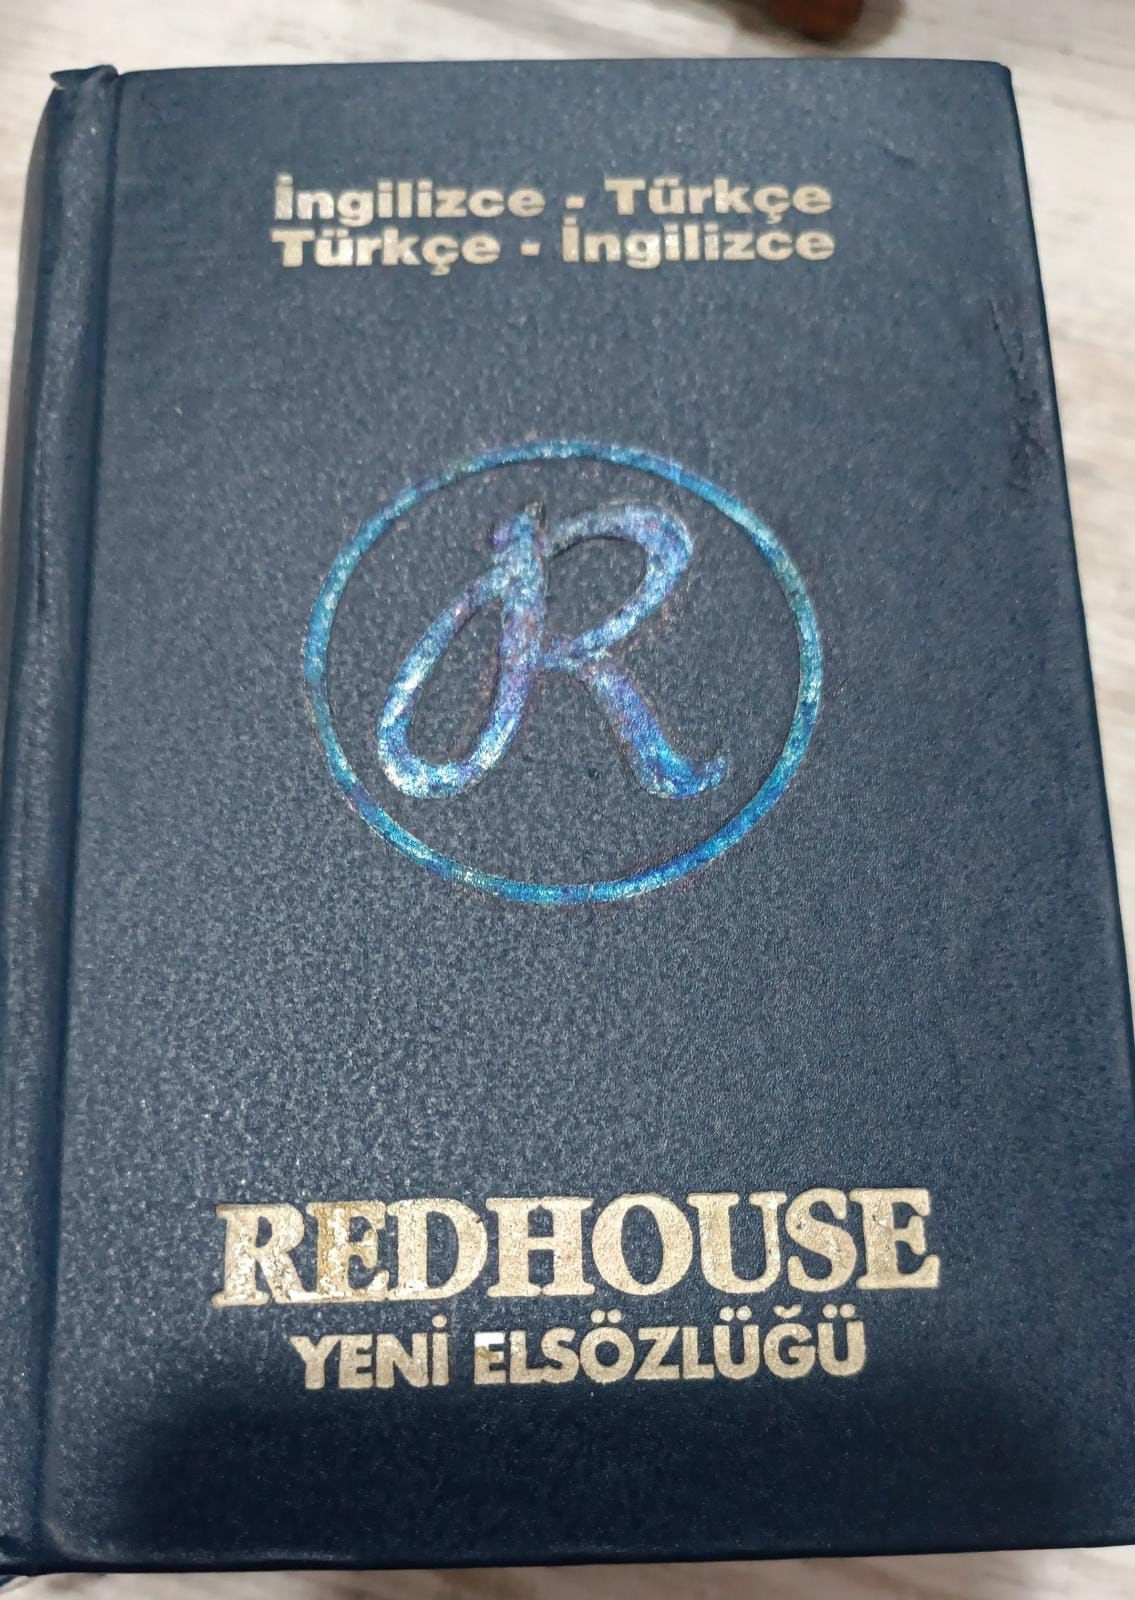 İngilizce - Türkçe
Türkçe - İngilizce
R
REDHOUSE
YENİ ELSÖZLÜĞÜ